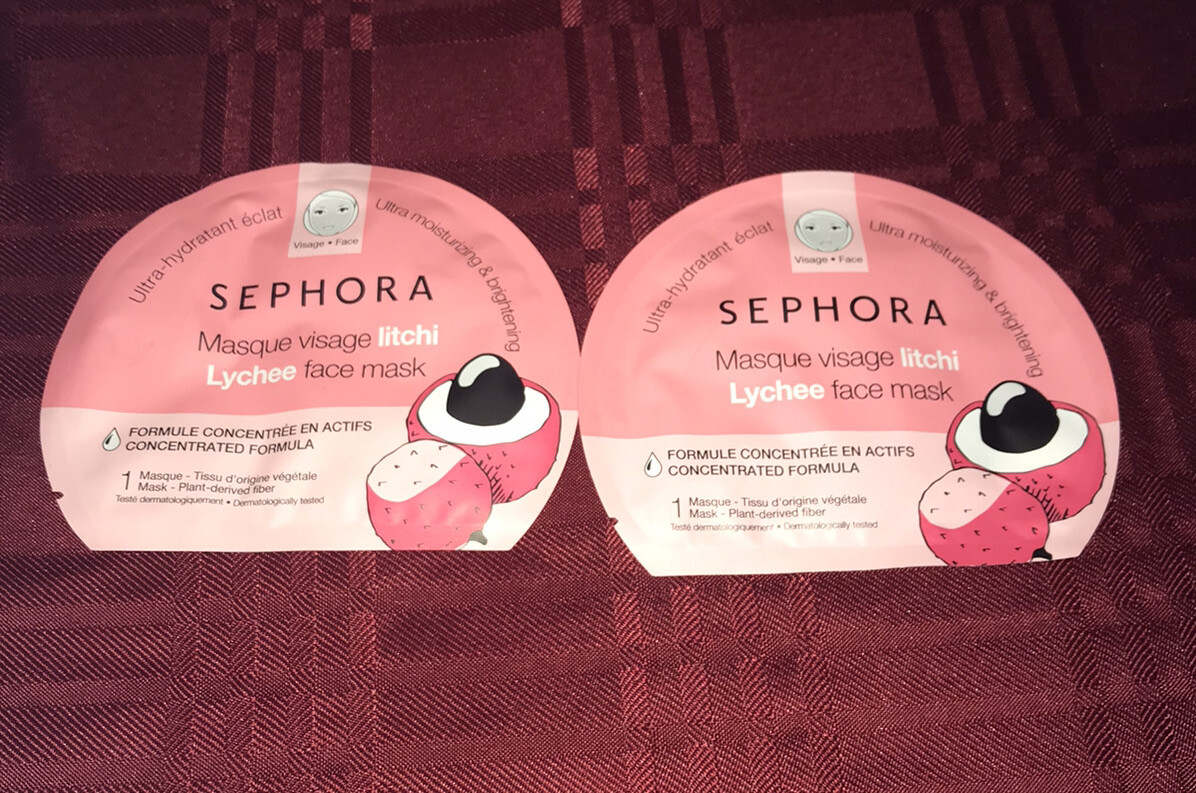 Visage • Face
Ultra-hydratant éclat
Ultra moisturizing & brightening
SEPHORA
Masque visage litchi
Lychee face mask
FORMULE CONCENTRÉE EN ACTIFS
CONCENTRATED FORMULA
1 Masque - Tissu d'origine végétale
Mask - Plant-derived fiber
Testé dermatologiquement • Dermatologically tested
Visage • Face
Ultra-hydratant éclat
Ultra moisturizing & brightening
SEPHORA
Masque visage litchi
Lychee face mask
FORMULE CONCENTRÉE EN ACTIFS
CONCENTRATED FORMULA
1 Masque - Tissu d'origine végétale
Mask - Plant-derived fiber
Testé dermatologiquement • Dermatologically tested